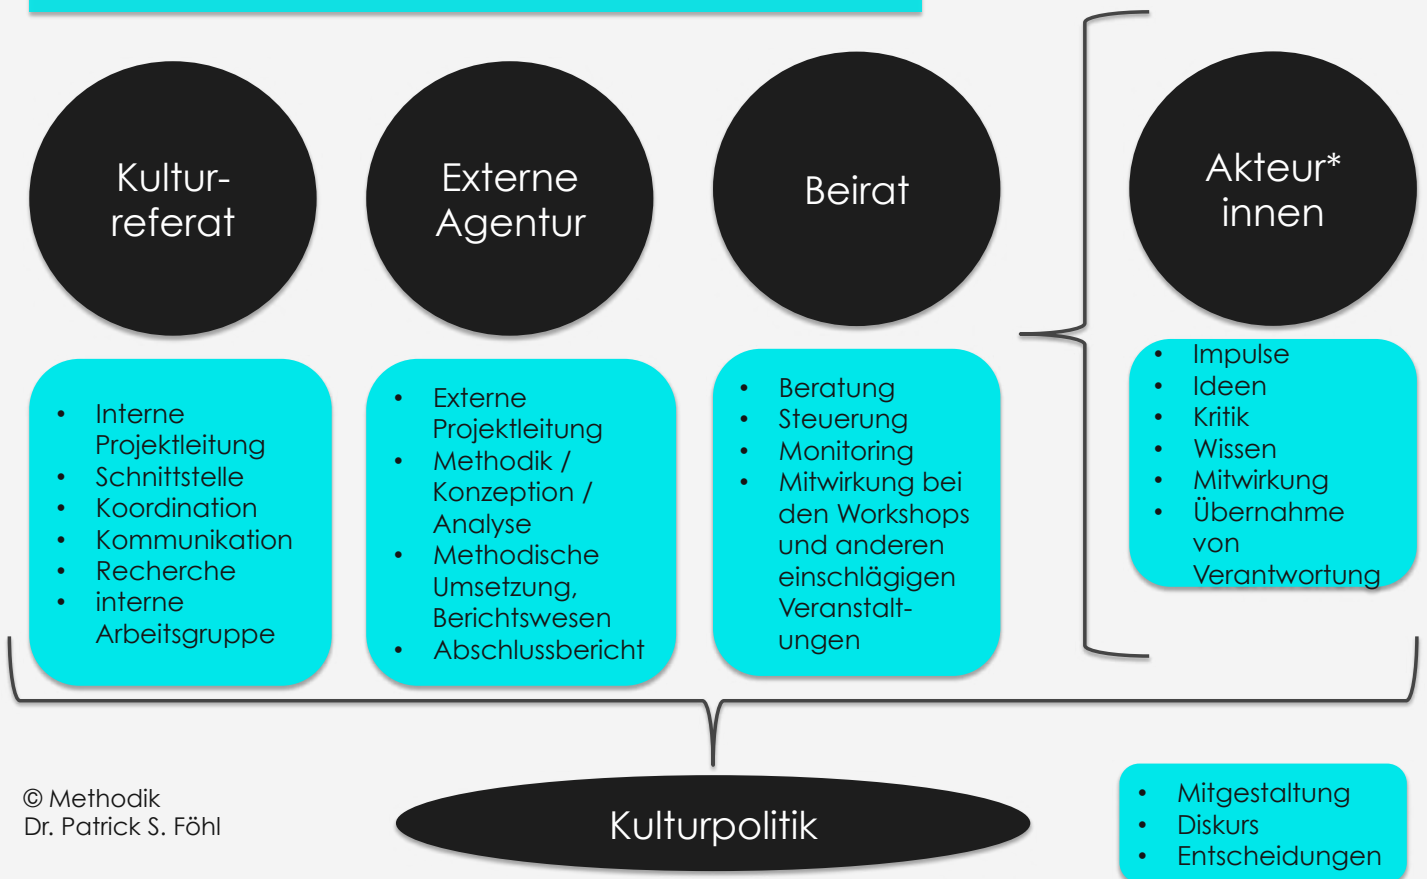 Kultur-
referat
Externe
Agentur
Beirat
Akteur*
innen
• Interne
Projektleitung
• Schnittstelle
• Koordination
• Kommunikation
• Recherche
• interne
Arbeitsgruppe
• Externe
Projektleitung
• Methodik /
Konzeption /
Analyse
• Methodische
Umsetzung,
Berichtswesen
• Abschlussbericht
• Beratung
• Steuerung
• Monitoring
• Mitwirkung bei
den Workshops
und anderen
einschlägigen
Veranstalt-
ungen
• Impulse
• Ideen
• Kritik
• Wissen
• Mitwirkung
• Übernahme
von
Verantwortung
© Methodik
Dr. Patrick S. Föhl
Kulturpolitik
• Mitgestaltung
• Diskurs
• Entscheidungen